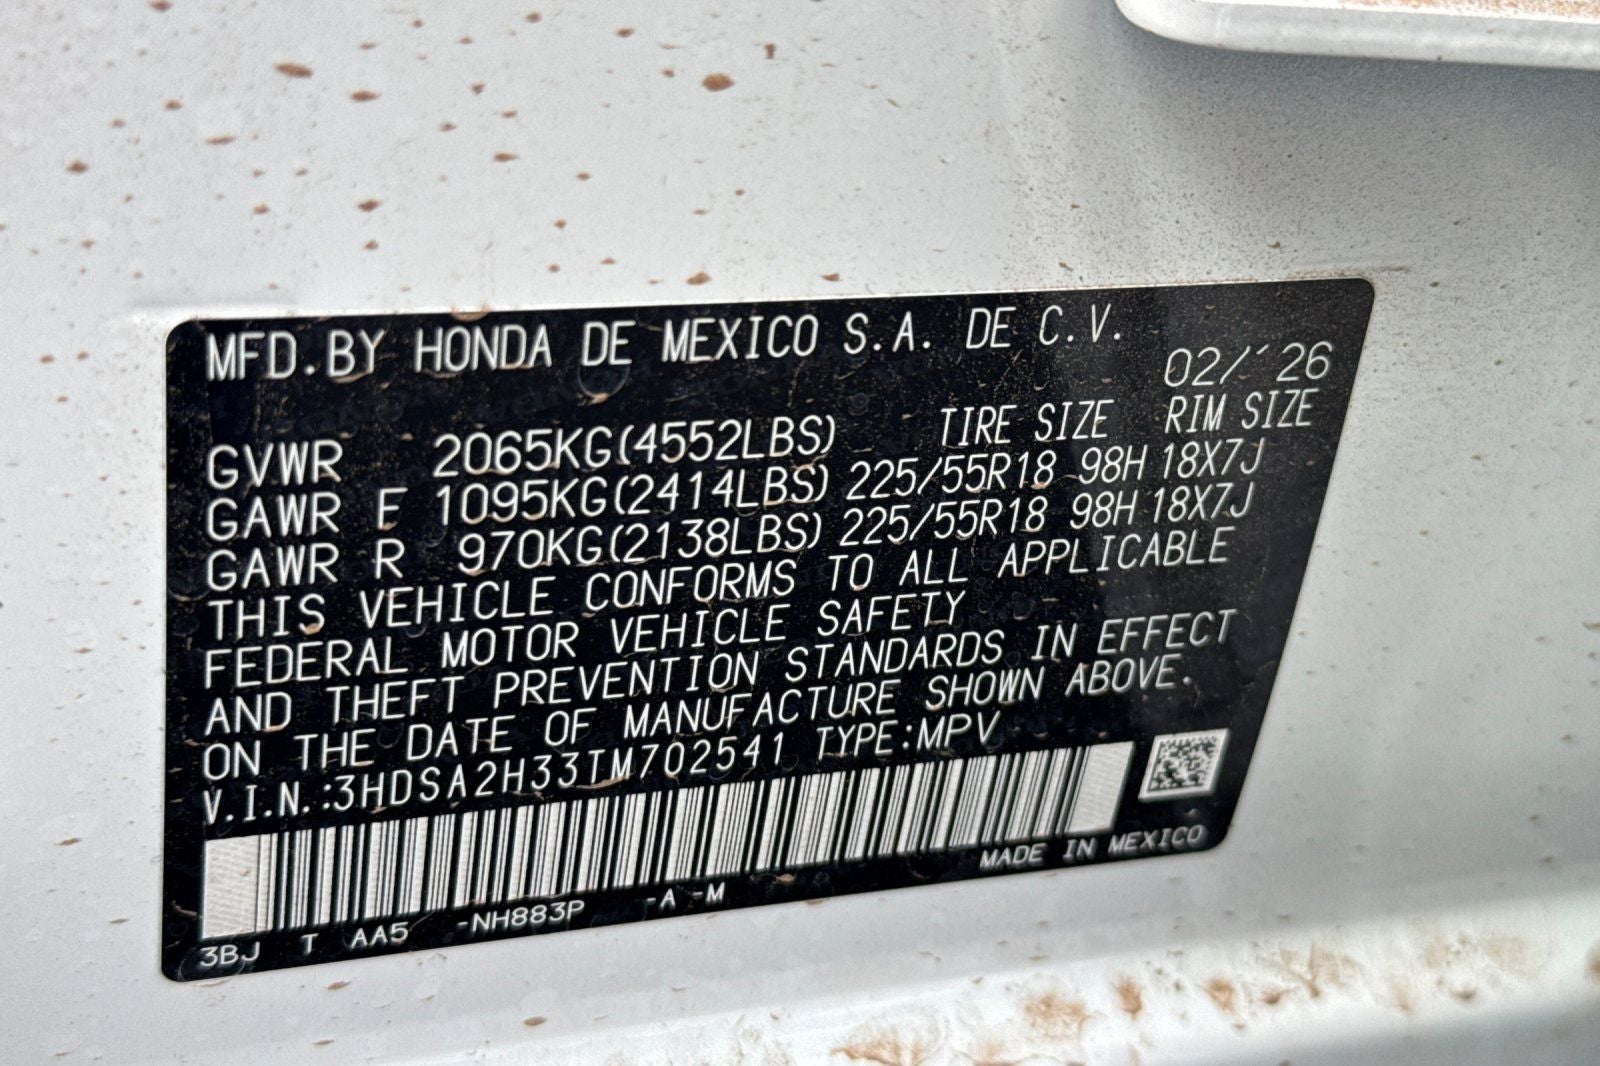 MFD.BY HONDA DE MEXICO S.A. DE C.V.
02/'26
GVWR 2065KG(4552LBS) TIRE SIZE RIM SIZE
GAWR F 1095KG(2414LBS) 225/55R18 98H 18X7J
GAWR R 970KG(2138LBS) 225/55R18 98H 18X7J
THIS VEHICLE CONFORMS TO ALL APPLICABLE
FEDERAL MOTOR VEHICLE SAFETY
AND THEFT PREVENTION STANDARDS IN EFFECT
ON THE DATE OF MANUFACTURE SHOWN ABOVE.
V.I.N.:3HDSA2H33TM702541 TYPE:MPV
MADE IN MEXICO
3BJ T AA5 -NH883P -A -M